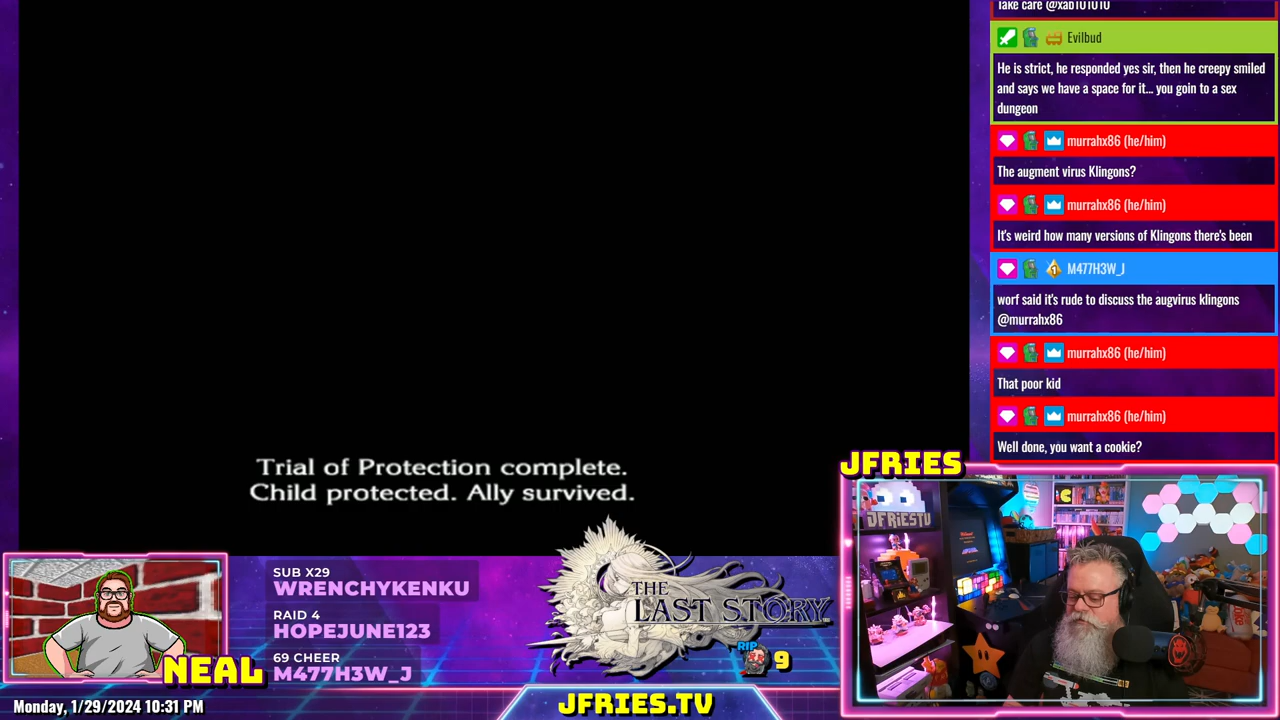 Take care @xab101010
Evilbud
He is strict, he responded yes sir, then he creepy smiled
and says we have a space for it... you goin to a sex
dungeon
murrahx86 (he/him)
The augment virus Klingons?
murrahx86 (he/him)
It's weird how many versions of Klingons there's been
M477H3W_J
worf said it's rude to discuss the augvirus klingons
@murrahx86
murrahx86 (he/him)
That poor kid
murrahx86 (he/him)
Well done, you want a cookie?
Trial of Protection complete.
Child protected. Ally survived.
JFRIES
JFRIESTV
NEAL
SUB X29
WRENCHYKENKU
RAID 4
HOPEJUNE123
69 CHEER
M477H3W_J
THE
LAST STORY
RIP
9
JFRIES.TV
Monday, 1/29/2024 10:31 PM